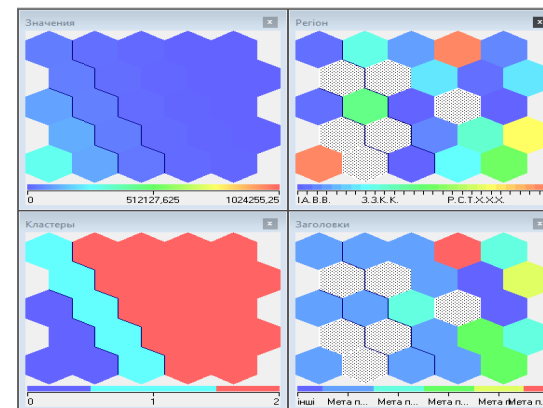 Значения
Регіон
0 512127,625 1024255,25
І.А. В. В. З. З. К. К. Р. С. Т. Х. Х. Х.
Кластеры
Заголовки
0 1 2
інші Мета п... Мета п... Мета п... Мета п...